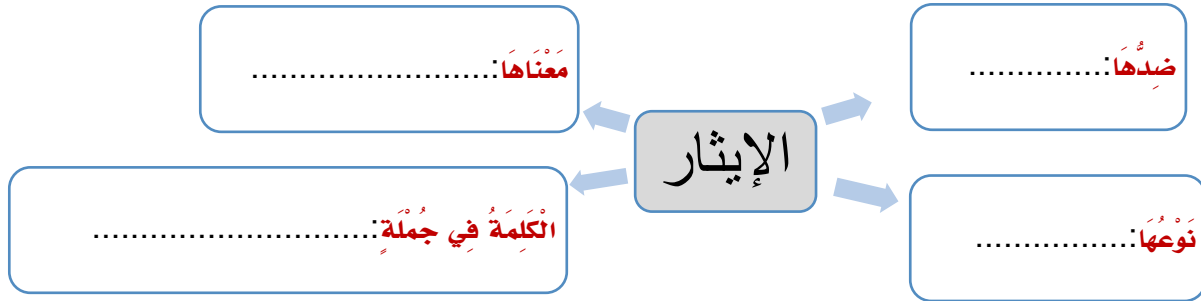 ضِدُّهَا:..............
مَعْنَاهَا:.........................
الإيثار
نَوْعُهَا:................
الْكَلِمَةُ فِي جُمْلَةٍ:.............................